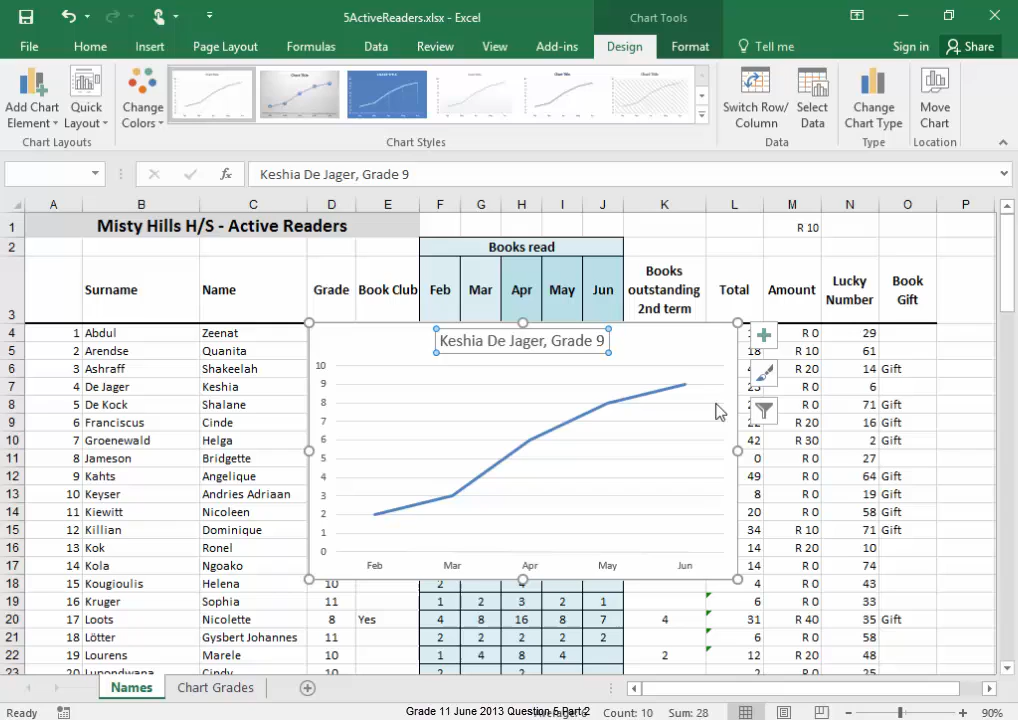 5ActiveReaders.xlsx - Excel
Chart Tools
File Home Insert Page Layout Formulas Data Review View Add-ins Design Format Tell me Sign in Share
Add Chart Element Quick Layout Change Colors Switch Row/ Column Select Data Change Chart Type Move Chart
Chart Layouts Chart Styles Data Type Location
fx Keshia De Jager, Grade 9
A B C D E F G H I J K L M N O P
1 Misty Hills H/S - Active Readers R 10
2 Books read
3 Surname Name Grade Book Club Feb Mar Apr May Jun Books outstanding 2nd term Total Amount Lucky Number Book Gift
4 1 Abdul Zeenat R 0 29
5 2 Arendse Quanita 18 R 10 61
6 3 Ashraff Shakeelah R 20 14 Gift
7 4 De Jager Keshia R 0 6
8 5 De Kock Shalane R 0 71 Gift
9 6 Franciscus Cinde R 20 16 Gift
10 7 Groenewald Helga 42 R 30 2 Gift
11 8 Jameson Bridgette 0 R 0 27
12 9 Kahts Angelique 49 R 0 64 Gift
13 10 Keyser Andries Adriaan 8 R 0 19 Gift
14 11 Kiewitt Nicoleen 20 R 0 58 Gift
15 12 Killian Dominique 34 R 10 71 Gift
16 13 Kok Ronel 14 R 20 10
17 14 Kola Ngoako 14 R 0 74
18 15 Kougioulis Helena 10 2 4 4 R 0 43
19 16 Kruger Sophia 11 1 2 3 2 1 6 R 0 33
20 17 Loots Nicolette 8 Yes 4 8 16 8 7 4 31 R 40 35 Gift
21 18 Lötter Gysbert Johannes 11 2 2 2 2 2 6 R 0 58
22 19 Lourens Marele 10 1 4 8 4 2 12 R 20 48
23 20 Lupondwana Cindy 10 2 2 2 R 0 25
Keshia De Jager, Grade 9
10
9
8
7
6
5
4
3
2
1
0
Feb Mar Apr May Jun
Names Chart Grades
Ready Grade 11 June 2013 Question 5 Part 2 Count: 10 Sum: 28 90%